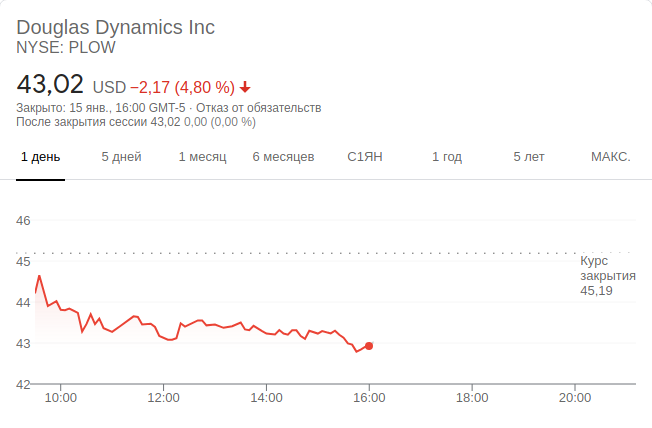 Douglas Dynamics Inc
NYSE: PLOW
43,02 USD −2,17 (4,80 %)
Закрыто: 15 янв., 16:00 GMT-5 · Отказ от обязательств
После закрытия сессии 43,02 0,00 (0,00 %)
1 день 5 дней 1 месяц 6 месяцев С1ЯН 1 год 5 лет МАКС.
46
45
Курс
закрытия
45,19
44
43
42
10:00 12:00 14:00 16:00 18:00 20:00